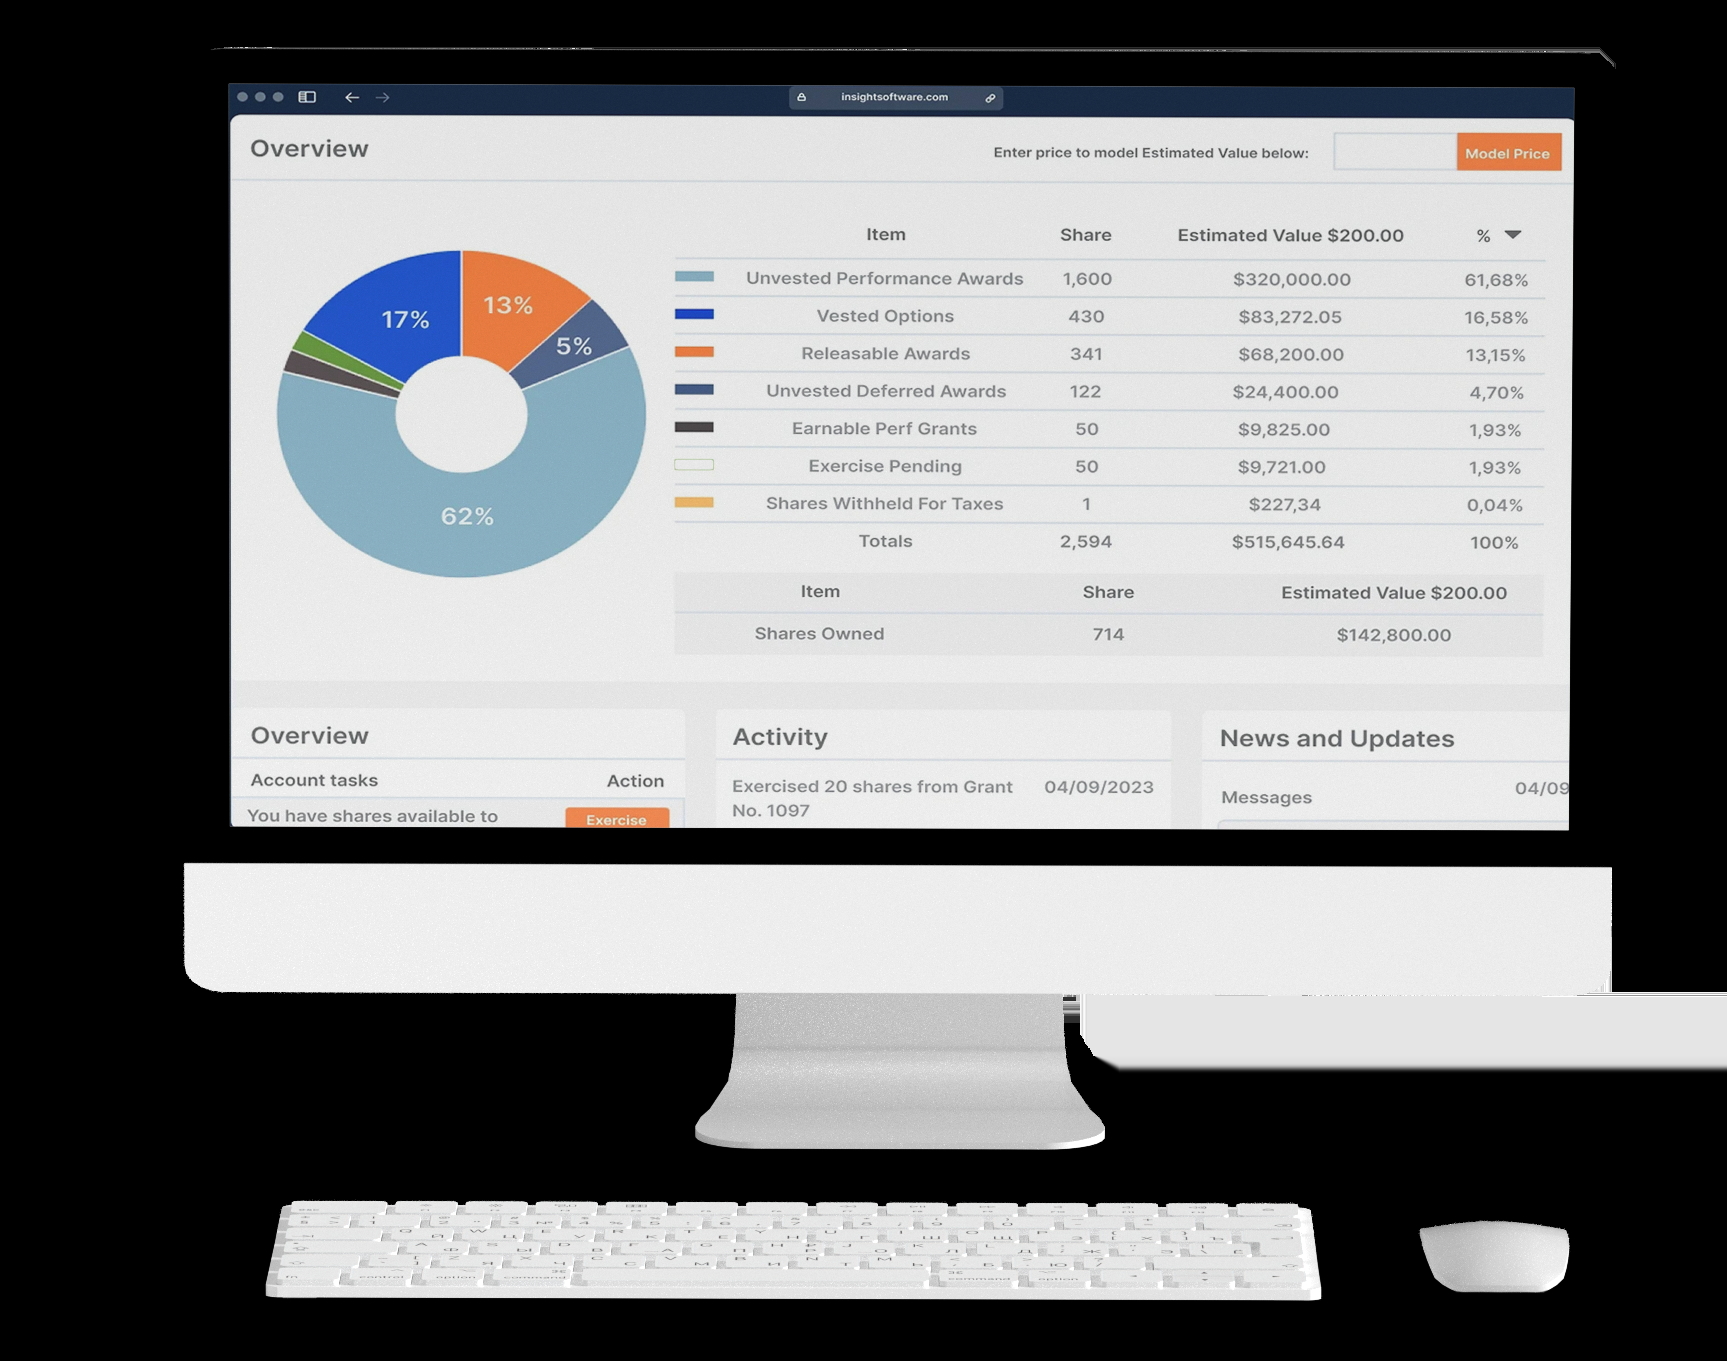 insightsoftware.com
Overview
Enter price to model Estimated Value below:
Model Price
Item Share Estimated Value $200.00 %
Unvested Performance Awards 1,600 $320,000.00 61,68%
Vested Options 430 $83,272.05 16,58%
Releasable Awards 341 $68,200.00 13,15%
Unvested Deferred Awards 122 $24,400.00 4,70%
Earnable Perf Grants 50 $9,825.00 1,93%
Exercise Pending 50 $9,721.00 1,93%
Shares Withheld For Taxes 1 $227,34 0,04%
Totals 2,594 $515,645.64 100%
17%
13%
5%
62%
Item Share Estimated Value $200.00
Shares Owned 714 $142,800.00
Overview
Account tasks Action
You have shares available to
Exercise
Activity
Exercised 20 shares from Grant 04/09/2023
No. 1097
News and Updates
Messages 04/09
control option command command option